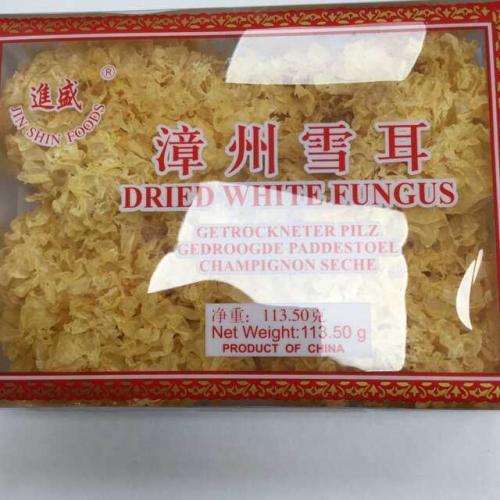 進盛 ®
JIN SHIN FOODS
漳州雪耳
DRIED WHITE FUNGUS
GETROCKNETER PILZ
GEDROOGDE PADDESTOEL
CHAMPIGNON SECHE
净重：113.50克
Net Weight:113.50 g
PRODUCT OF CHINA